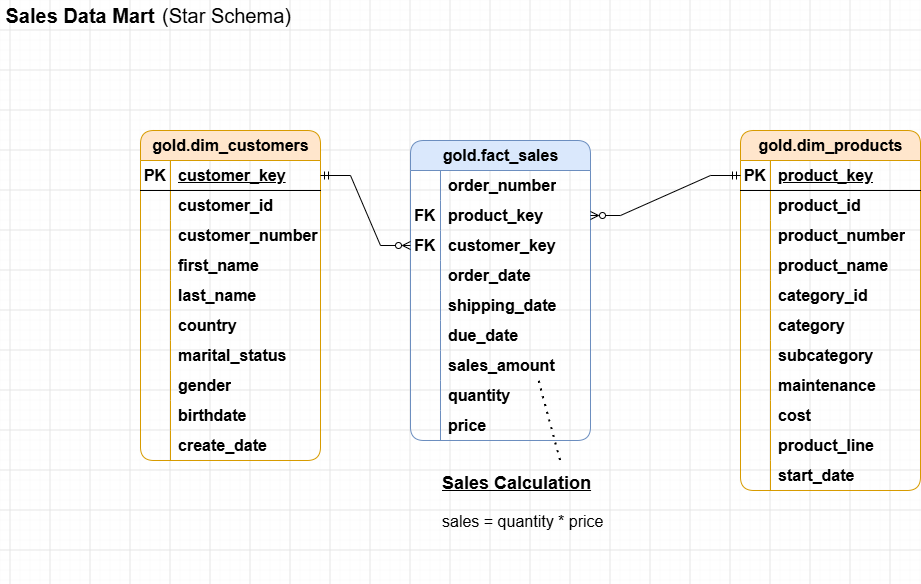 Sales Data Mart (Star Schema)
gold.dim_customers
PK customer_key
customer_id
customer_number
first_name
last_name
country
marital_status
gender
birthdate
create_date
gold.fact_sales
order_number
FK product_key
FK customer_key
order_date
shipping_date
due_date
sales_amount
quantity
price
Sales Calculation
sales = quantity * price
gold.dim_products
PK product_key
product_id
product_number
product_name
category_id
category
subcategory
maintenance
cost
product_line
start_date